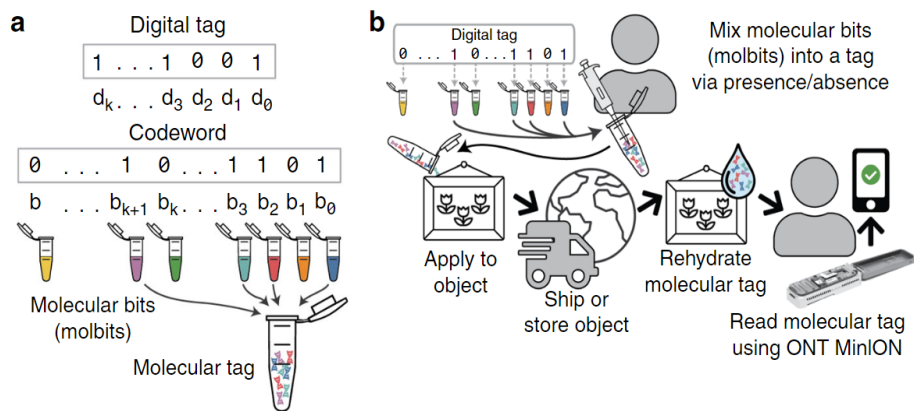 a
Digital tag
1 ... 1 0 0 1
dk ... d3 d2 d1 d0
Codeword
0 ... 1 0 ... 1 1 0 1
b ... bk+1 bk ... b3 b2 b1 b0
Molecular bits
(molbits)
Molecular tag
b
Digital tag
0 ... 1 0 ... 1 1 0 1
Mix molecular bits
(molbits) into a tag
via presence/absence
Apply to
object
Ship or
store object
Rehydrate
molecular tag
Read molecular tag
using ONT MinION